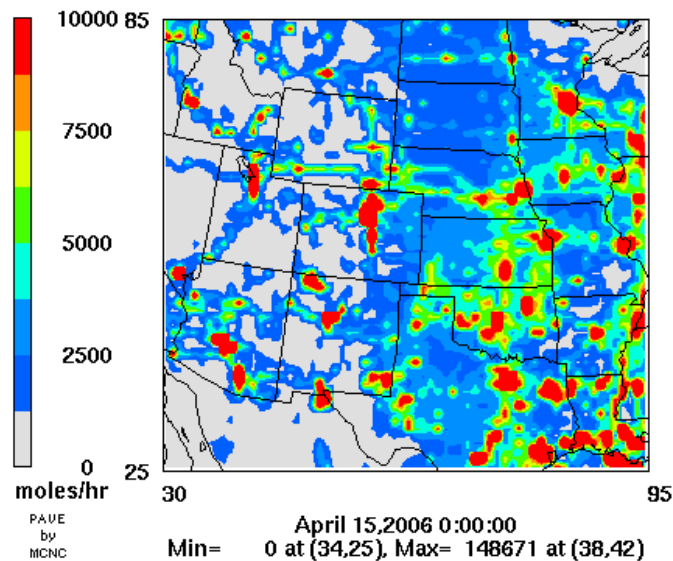 10000
7500
5000
2500
0
moles/hr
PAVE
by
MCNC
85
25
30
95
April 15,2006 0:00:00
Min= 0 at (34,25), Max= 148671 at (38,42)